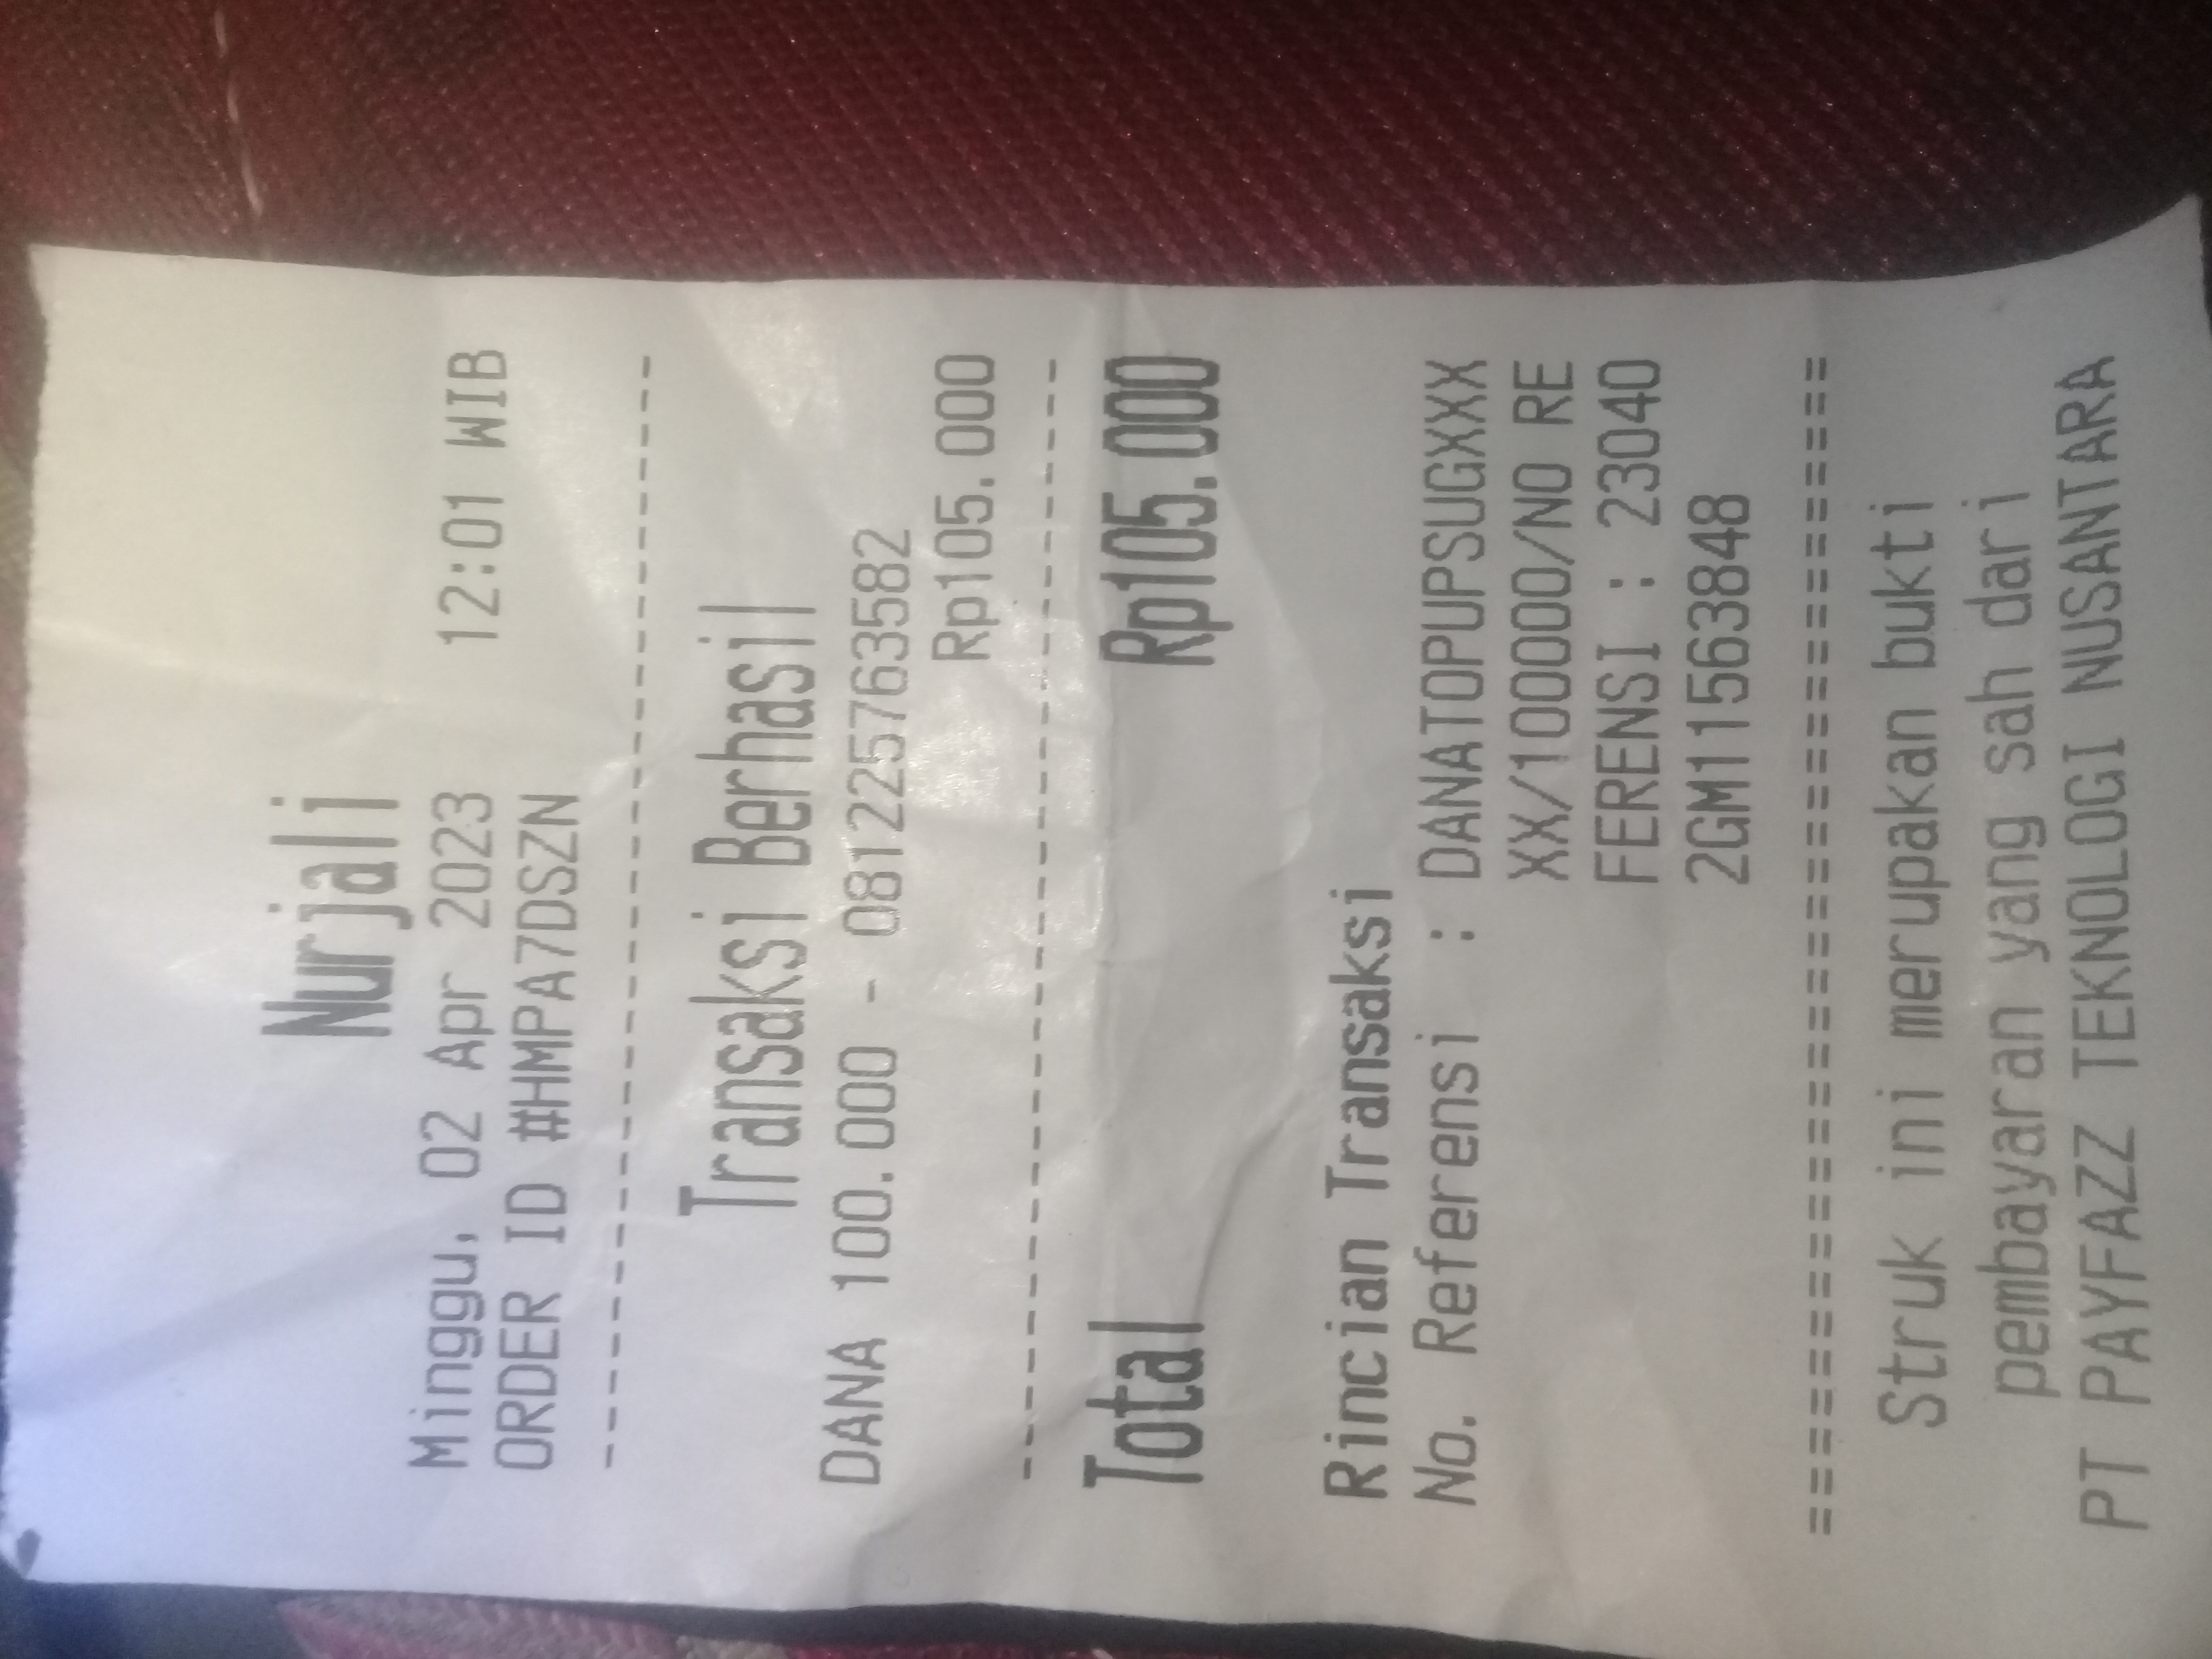 Nurjali
Minggu, 02 Apr 2023 12:01 WIB
ORDER ID #HMPA7DSZN
--------------------------------
Transaksi Berhasil
DANA 100.000 - 081225763582
Rp105.000
--------------------------------
Total Rp105.000
Rincian Transaksi
No. Referensi : DANATOPUPSUGXXX
XX/100000/NO RE
FERENSI : 23040
2GM11563848
================================
Struk ini merupakan bukti
pembayaran yang sah dari
PT PAYFAZZ TEKNOLOGI NUSANTARA